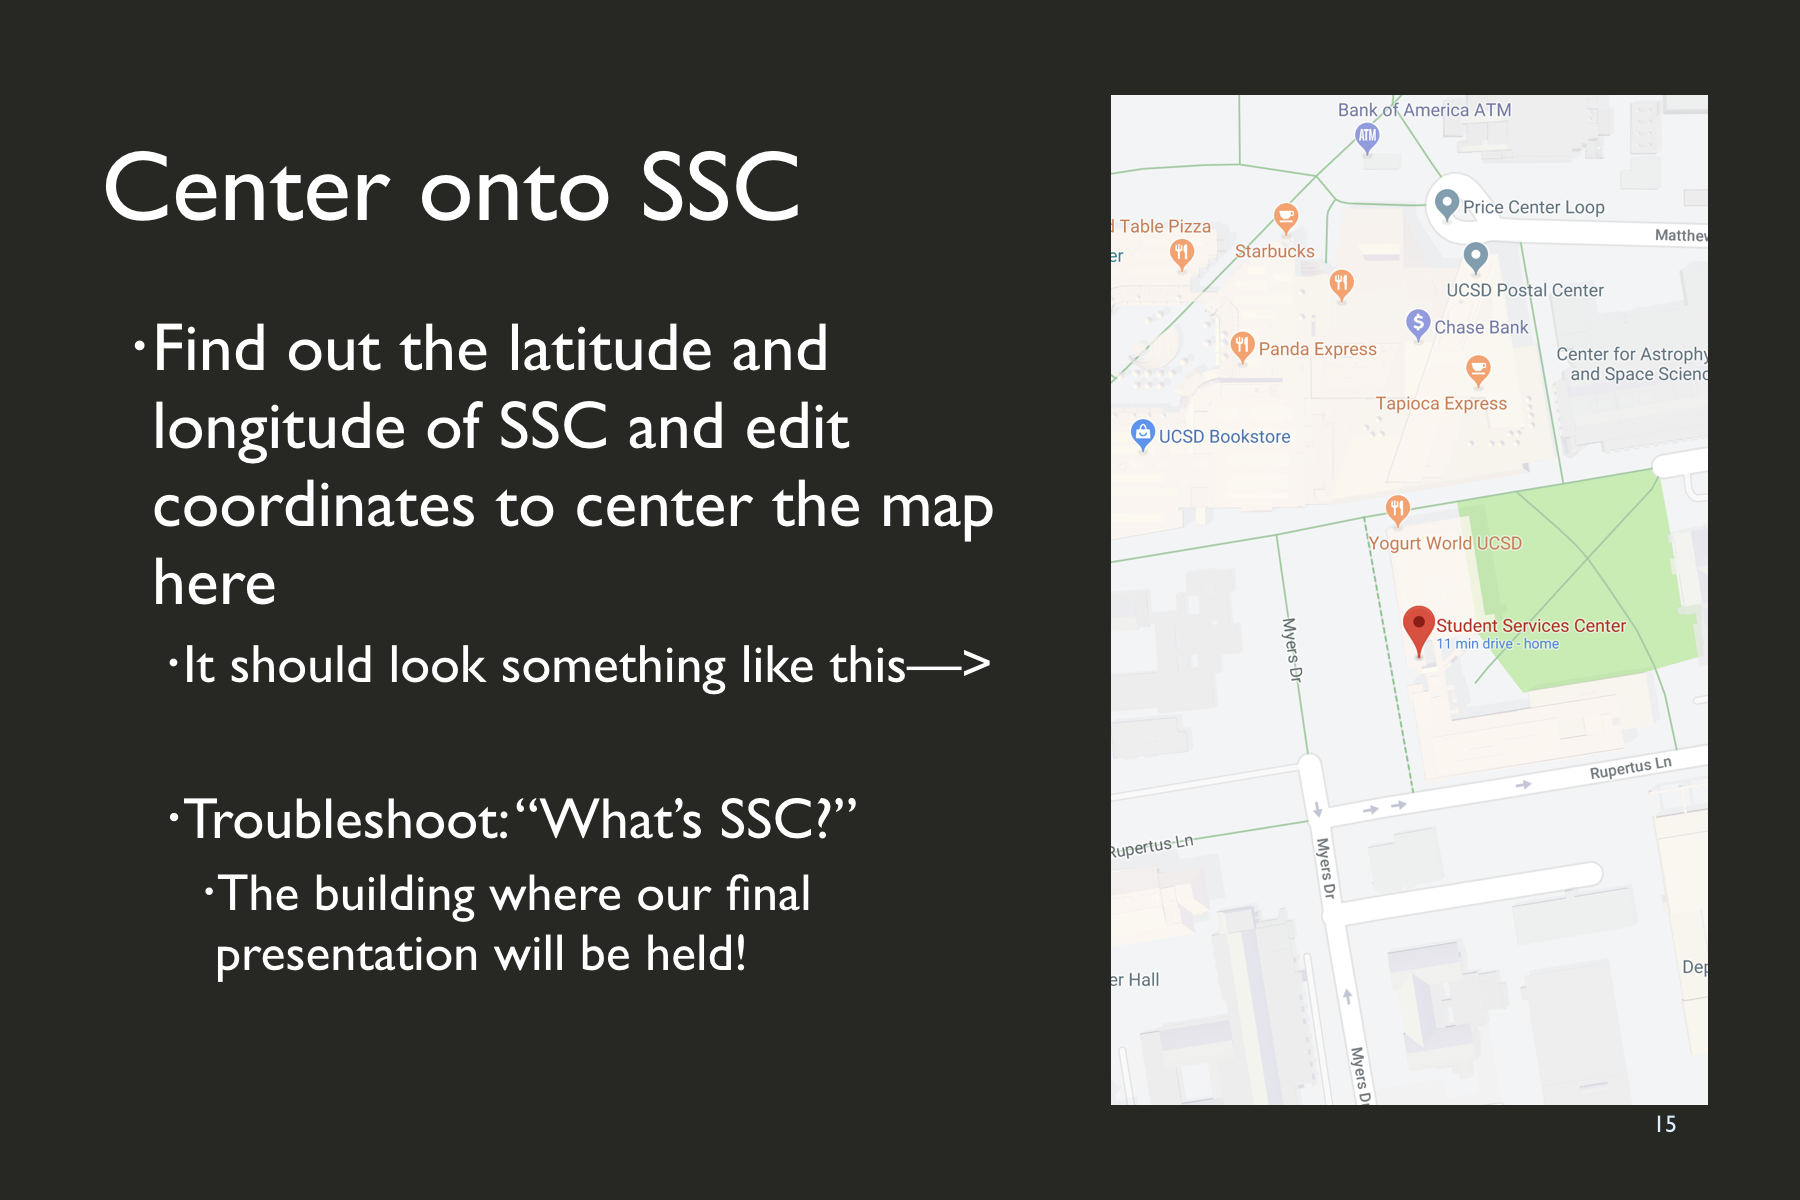 Center onto SSC
·Find out the latitude and
longitude of SSC and edit
coordinates to center the map
here
·It should look something like this—>
·Troubleshoot: “What’s SSC?”
·The building where our final
presentation will be held!
Bank of America ATM
ATM
Price Center Loop
d Table Pizza
er
Starbucks
Matthew
UCSD Postal Center
$
Chase Bank
Panda Express
Center for Astrophy
and Space Scienc
Tapioca Express
UCSD Bookstore
Yogurt World UCSD
Myers Dr
Student Services Center
11 min drive - home
Rupertus Ln
Rupertus Ln
Myers Dr
er Hall
Dep
Myers Dr
15